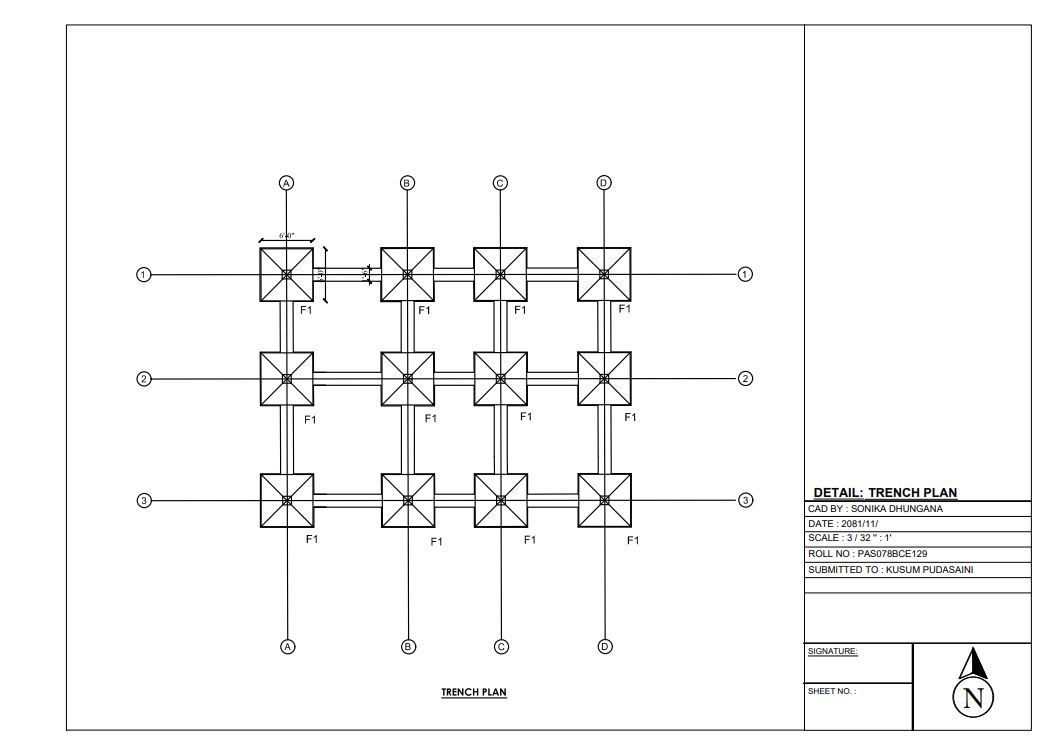 A B C D
6'-0"
1 1
F1 F1 F1 F1
2 2
F1 F1 F1 F1
3 3
F1 F1 F1 F1
A B C D
TRENCH PLAN
DETAIL: TRENCH PLAN
CAD BY : SONIKA DHUNGANA
DATE : 2081/11/
SCALE : 3 / 32 " : 1'
ROLL NO : PAS078BCE129
SUBMITTED TO : KUSUM PUDASAINI
SIGNATURE:
SHEET NO. :
N